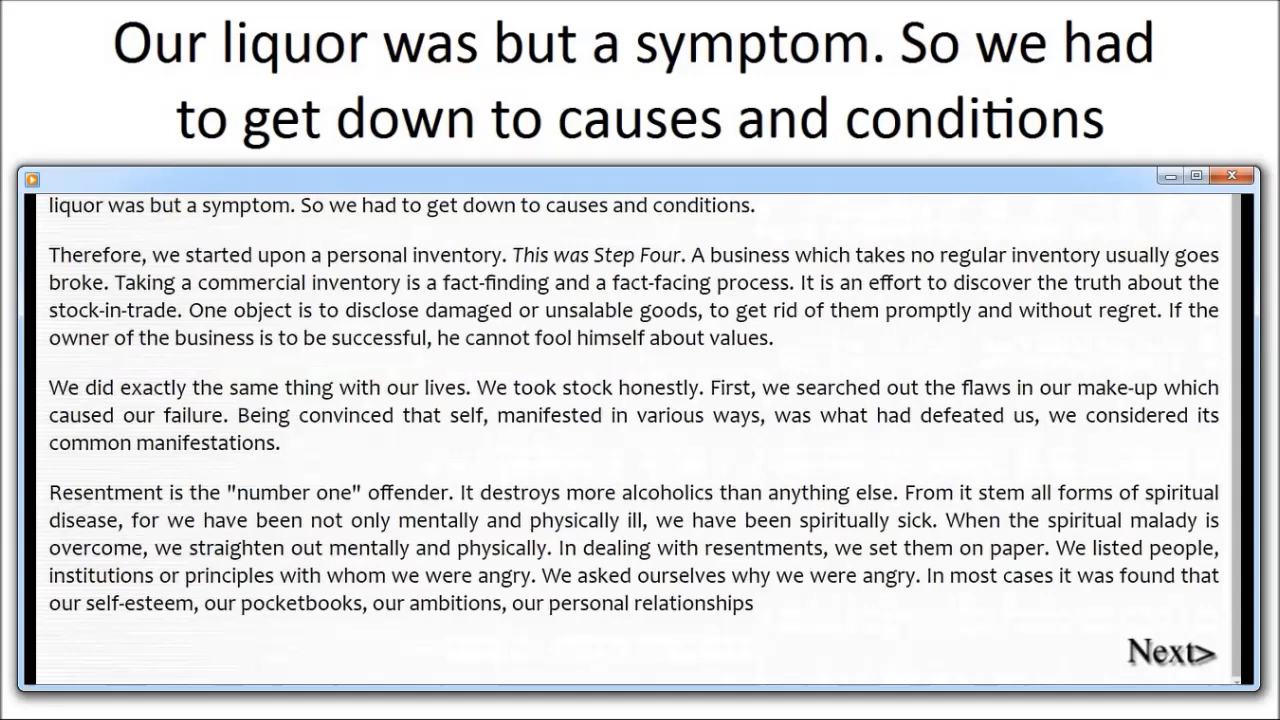 Our liquor was but a symptom. So we had
to get down to causes and conditions
liquor was but a symptom. So we had to get down to causes and conditions.
Therefore, we started upon a personal inventory. This was Step Four. A business which takes no regular inventory usually goes
broke. Taking a commercial inventory is a fact-finding and a fact-facing process. It is an effort to discover the truth about the
stock-in-trade. One object is to disclose damaged or unsalable goods, to get rid of them promptly and without regret. If the
owner of the business is to be successful, he cannot fool himself about values.
We did exactly the same thing with our lives. We took stock honestly. First, we searched out the flaws in our make-up which
caused our failure. Being convinced that self, manifested in various ways, was what had defeated us, we considered its
common manifestations.
Resentment is the "number one" offender. It destroys more alcoholics than anything else. From it stem all forms of spiritual
disease, for we have been not only mentally and physically ill, we have been spiritually sick. When the spiritual malady is
overcome, we straighten out mentally and physically. In dealing with resentments, we set them on paper. We listed people,
institutions or principles with whom we were angry. We asked ourselves why we were angry. In most cases it was found that
our self-esteem, our pocketbooks, our ambitions, our personal relationships
Next>